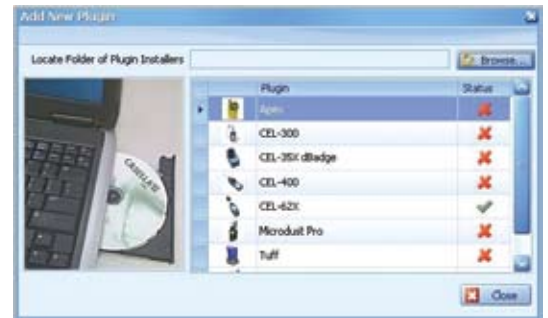 Add New Plugin
Locate Folder of Plugin Installers
Browse...
Plugin Status
Apex
CEL-300
CEL-35X dBadge
CEL-400
CEL-62X
Microdust Pro
Tuff
CASELLA
Close